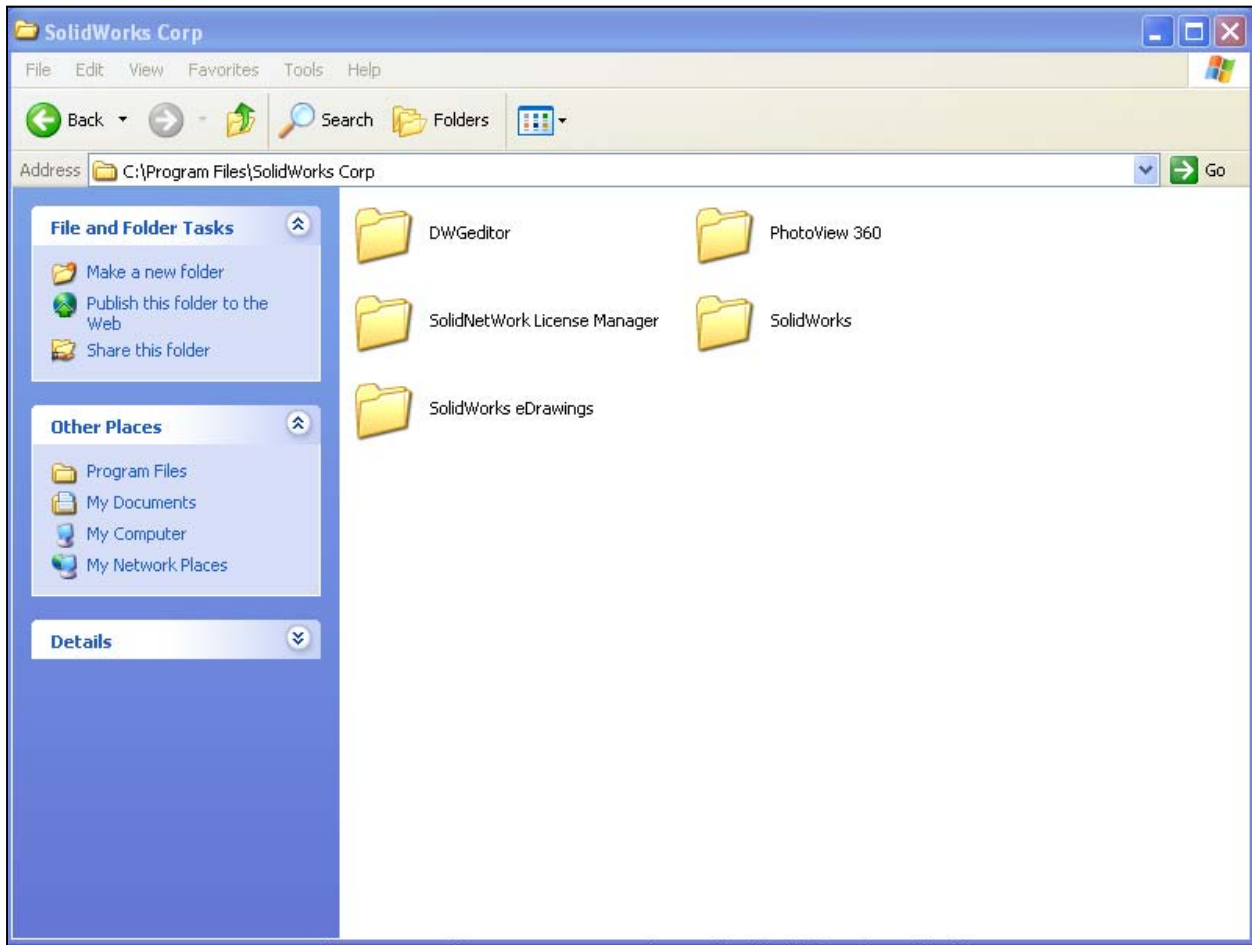 SolidWorks Corp
File Edit View Favorites Tools Help
Back Search Folders
Address C:\Program Files\SolidWorks Corp Go
File and Folder Tasks
Make a new folder
Publish this folder to the
Web
Share this folder
Other Places
Program Files
My Documents
My Computer
My Network Places
Details
DWGeditor PhotoView 360
SolidNetWork License Manager SolidWorks
SolidWorks eDrawings